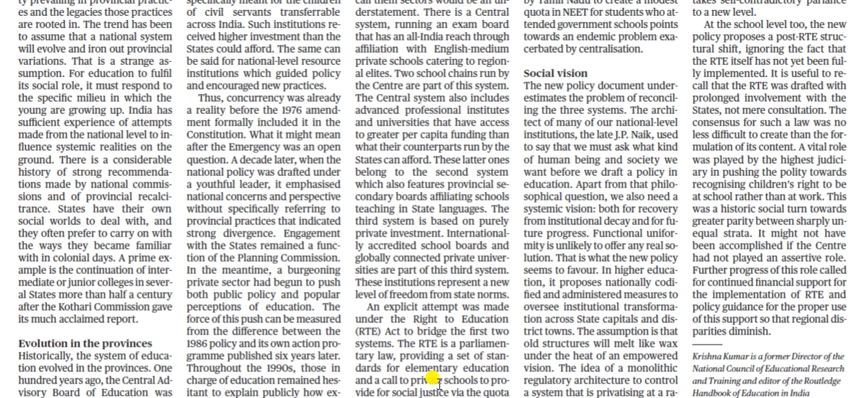 ty prevailing in provincial practic-
es and the legacies those practices
are rooted in. The trend has been
to assume that a national system
will evolve and iron out provincial
variations. That is a strange as-
sumption. For education to fulfil
its social role, it must respond to
the specific milieu in which the
young are growing up. India has
sufficient experience of attempts
made from the national level to in-
fluence systemic realities on the
ground. There is a considerable
history of strong recommenda-
tions made by national commis-
sions and of provincial recalci-
trance. States have their own
social worlds to deal with, and
they often prefer to carry on with
the ways they became familiar
with in colonial days. A prime ex-
ample is the continuation of inter-
mediate or junior colleges in sever-
al States more than half a century
after the Kothari Commission gave
its much acclaimed report.
Evolution in the provinces
Historically, the system of educa-
tion evolved in the provinces. One
hundred years ago, the Central Ad-
visory Board of Education was
specifically meant for the children
of civil servants transferrable
across India. Such institutions re-
ceived higher investment than the
States could afford. The same can
be said for national-level resource
institutions which guided policy
and encouraged new practices.
Thus, concurrency was already
a reality before the 1976 amend-
ment formally included it in the
Constitution. What it might mean
after the Emergency was an open
question. A decade later, when the
national policy was drafted under
a youthful leader, it emphasised
national concerns and perspective
without specifically referring to
provincial practices that indicated
strong divergence. Engagement
with the States remained a func-
tion of the Planning Commission.
In the meantime, a burgeoning
private sector had begun to push
both public policy and popular
perceptions of education. The
force of this push can be measured
from the difference between the
1986 policy and its own action pro-
gramme published six years later.
Throughout the 1990s, those in
charge of education remained hes-
itant to explain publicly how ex-
can them sectors would be an un-
derstatement. There is a Central
system, running an exam board
that has an all-India reach through
affiliation with English-medium
private schools catering to region-
al elites. Two school chains run by
the Centre are part of this system.
The Central system also includes
advanced professional institutes
and universities that have access
to greater per capita funding than
what their counterparts run by the
States can afford. These latter ones
belong to the second system
which also features provincial se-
condary boards affiliating schools
teaching in State languages. The
third system is based on purely
private investment. International-
ly accredited school boards and
globally connected private univer-
sities are part of this third system.
These institutions represent a new
level of freedom from state norms.
An explicit attempt was made
under the Right to Education
(RTE) Act to bridge the first two
systems. The RTE is a parliamen-
tary law, providing a set of stan-
dards for elementary education
and a call to private schools to pro-
vide for social justice via the quota
by Tamil Nadu to create a modest
quota in NEET for students who at-
tended government schools points
towards an endemic problem exa-
cerbated by centralisation.
Social vision
The new policy document under-
estimates the problem of reconcil-
ing the three systems. The archi-
tect of many of our national-level
institutions, the late J.P. Naik, used
to say that we must ask what kind
of human being and society we
want before we draft a policy in
education. Apart from that philo-
sophical question, we also need a
systemic vision: both for recovery
from institutional decay and for fu-
ture progress. Functional unifor-
mity is unlikely to offer any real so-
lution. That is what the new policy
seems to favour. In higher educa-
tion, it proposes nationally codi-
fied and administered measures to
oversee institutional transforma-
tion across State capitals and dis-
trict towns. The assumption is that
old structures will melt like wax
under the heat of an empowered
vision. The idea of a monolithic
regulatory architecture to control
a system that is privatising at a ra-
takes self-contradictory parlance
to a new level.
At the school level too, the new
policy proposes a post-RTE struc-
tural shift, ignoring the fact that
the RTE itself has not yet been ful-
ly implemented. It is useful to re-
call that the RTE was drafted with
prolonged involvement with the
States, not mere consultation. The
consensus for such a law was no
less difficult to create than the for-
mulation of its content. A vital role
was played by the highest judici-
ary in pushing the polity towards
recognising children's right to be
at school rather than at work. This
was a historic social turn towards
greater parity between sharply un-
equal strata. It might not have
been accomplished if the Centre
had not played an assertive role.
Further progress of this role called
for continued financial support for
the implementation of RTE and
policy guidance for the proper use
of this support so that regional dis-
parities diminish.
Krishna Kumar is a former Director of the
National Council of Educational Research
and Training and editor of the Routledge
Handbook of Education in India